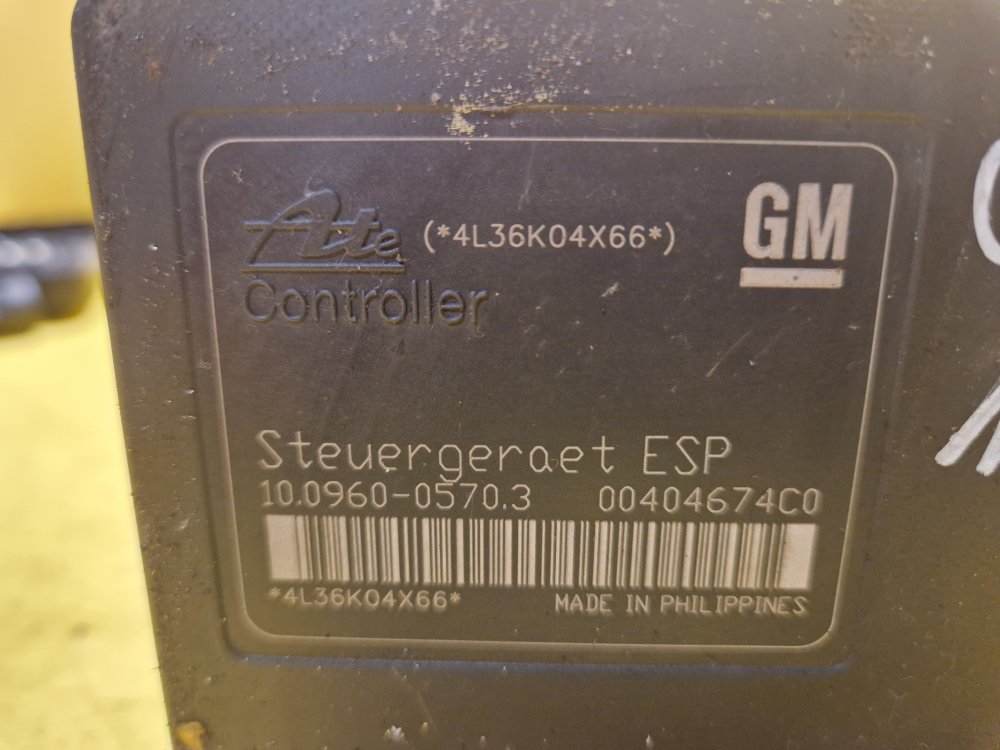 Ate (*4L36K04X66*)
GM
Controller
Steuergeraet ESP
10.0960-0570.3 00404674C0
*4L36K04X66* MADE IN PHILIPPINES